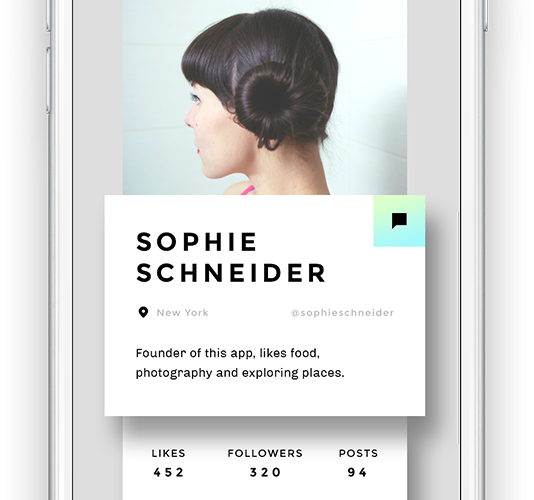 SOPHIE
SCHNEIDER
New York @sophieschneider
Founder of this app, likes food,
photography and exploring places.
LIKES FOLLOWERS POSTS
452 320 94